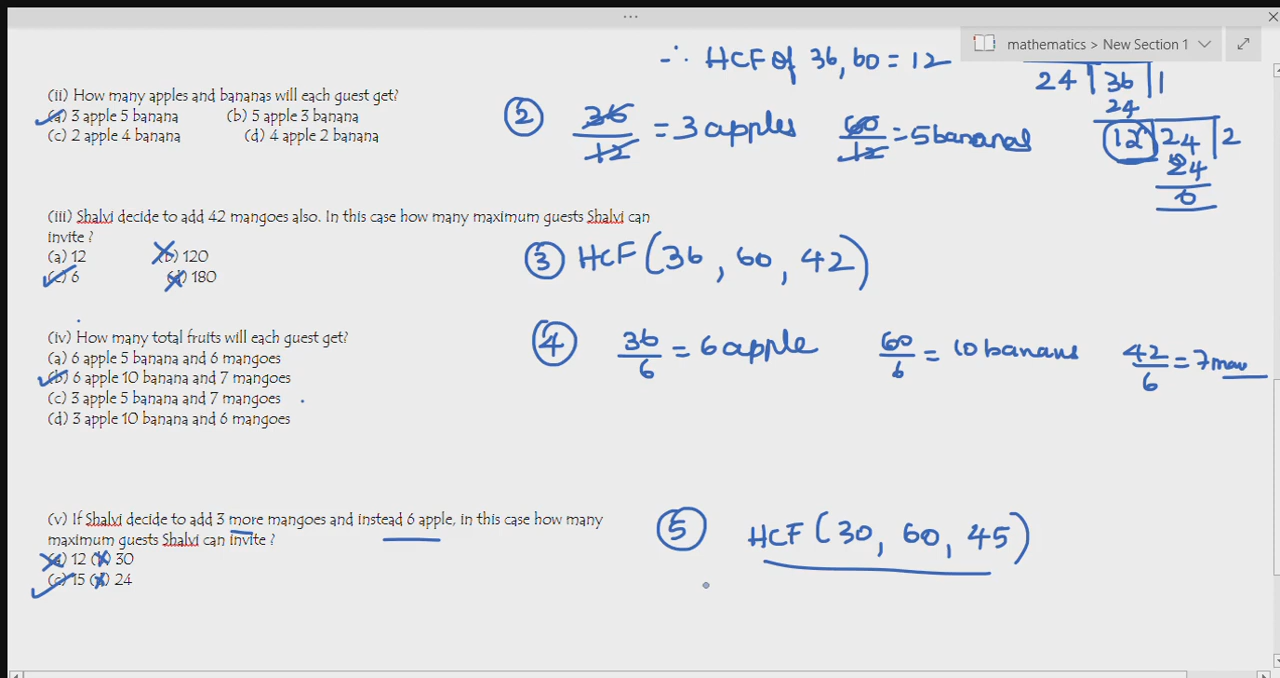 mathematics > New Section 1
∴ HCF of 36, 60 = 12
24 | 36 | 1
24
12 | 24 | 2
24
0
(ii) How many apples and bananas will each guest get?
(a) 3 apple 5 banana (b) 5 apple 3 banana
(c) 2 apple 4 banana (d) 4 apple 2 banana
② 36/12 = 3 apples 60/12 = 5 bananas
(iii) Shalvi decide to add 42 mangoes also. In this case how many maximum guests Shalvi can
invite ?
(a) 12 (b) 120
(c) 6 (d) 180
③ HCF (36, 60, 42)
(iv) How many total fruits will each guest get?
(a) 6 apple 5 banana and 6 mangoes
(b) 6 apple 10 banana and 7 mangoes
(c) 3 apple 5 banana and 7 mangoes
(d) 3 apple 10 banana and 6 mangoes
④ 36/6 = 6 apple 60/6 = 10 banans 42/6 = 7 man
(v) If Shalvi decide to add 3 more mangoes and instead 6 apple, in this case how many
maximum guests Shalvi can invite ?
(a) 12 (b) 30
(c) 15 (d) 24
⑤ HCF (30, 60, 45)